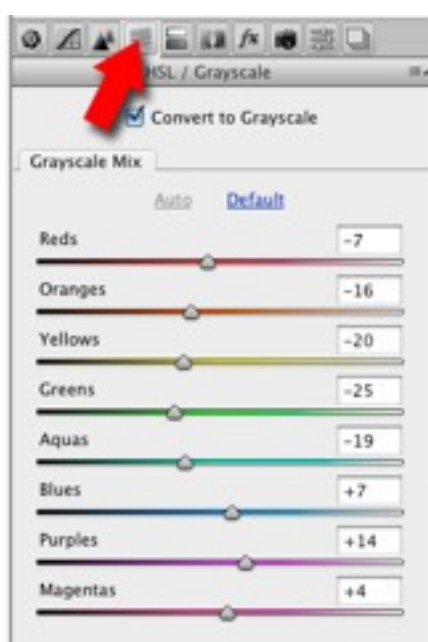 fx
HSL / Grayscale
Convert to Grayscale
Grayscale Mix
Auto Default
Reds -7
Oranges -16
Yellows -20
Greens -25
Aquas -19
Blues +7
Purples +14
Magentas +4